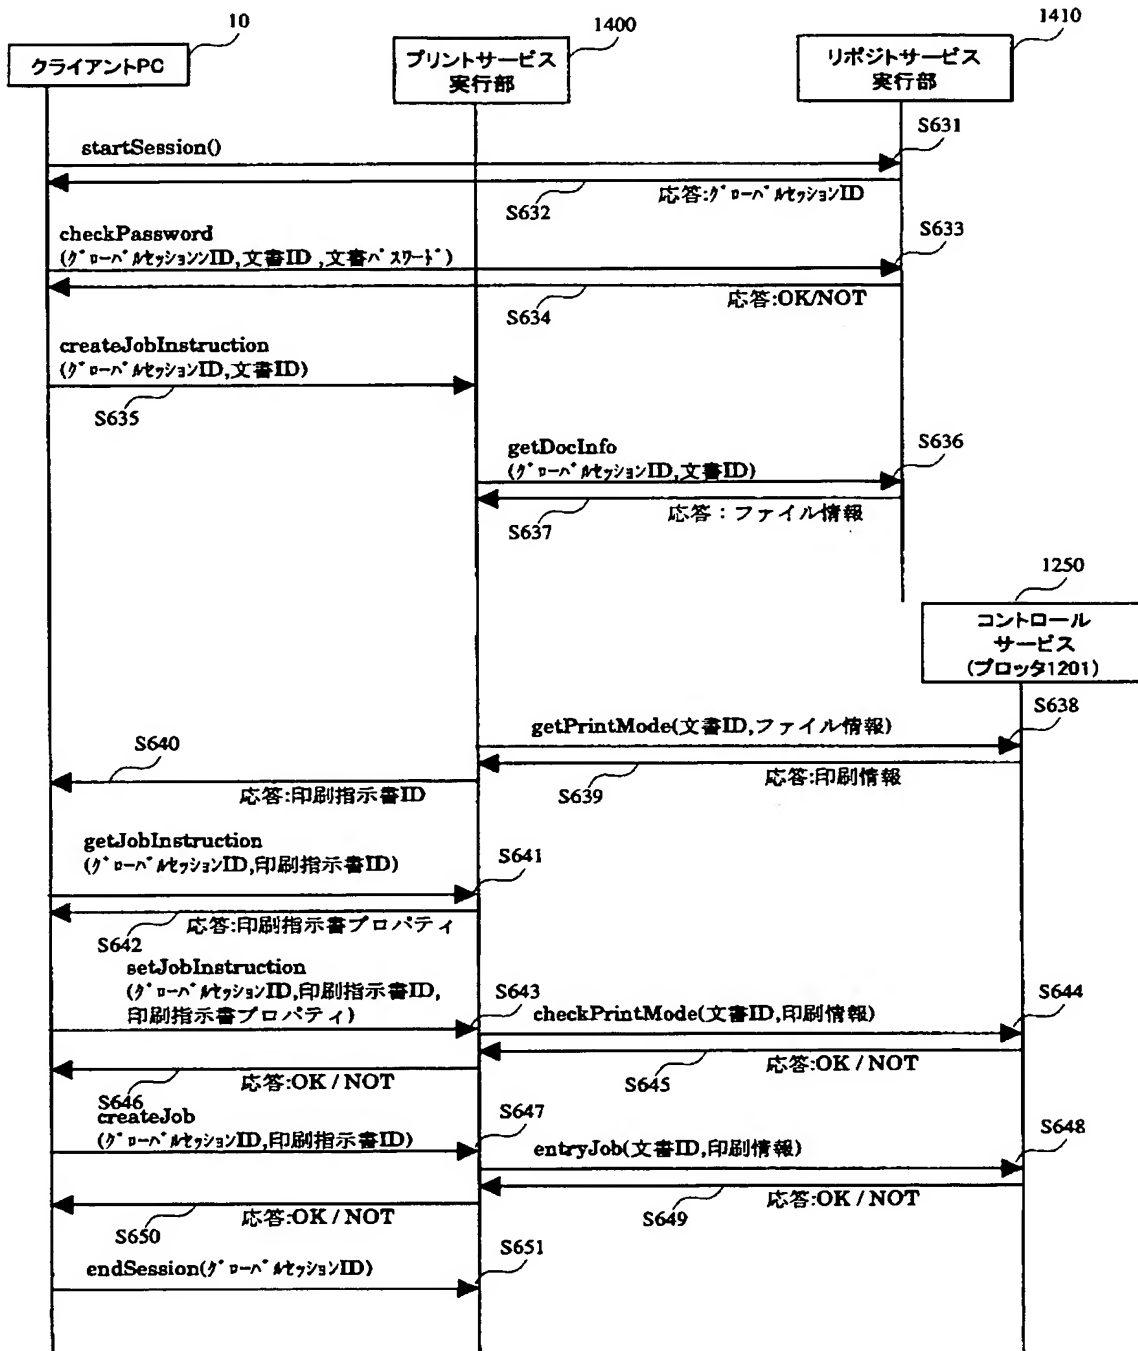 10
1400
1410
クライアントPC
プリントサービス
実行部
リポジトサービス
実行部
S631
startSession()
応答:グローバルセッションID
S632
checkPassword
(グローバルセッションンID,文書ID,文書パスワード)
S633
応答:OK/NOT
S634
createJobInstruction
(グローバルセッションID,文書ID)
S635
getDocInfo
(グローバルセッションID,文書ID)
S636
応答：ファイル情報
S637
1250
コントロール
サービス
(プロッタ1201)
S638
getPrintMode(文書ID,ファイル情報)
S640
応答:印刷情報
S639
応答:印刷指示書ID
getJobInstruction
(グローバルセッションID,印刷指示書ID)
S641
応答:印刷指示書プロパティ
S642
setJobInstruction
(グローバルセッションID,印刷指示書ID,
印刷指示書プロパティ)
S643
checkPrintMode(文書ID,印刷情報)
S644
応答:OK / NOT
S645
応答:OK / NOT
S646
createJob
(グローバルセッションID,印刷指示書ID)
S647
entryJob(文書ID,印刷情報)
S648
応答:OK / NOT
S649
応答:OK / NOT
S650
S651
endSession(グローバルセッションID)